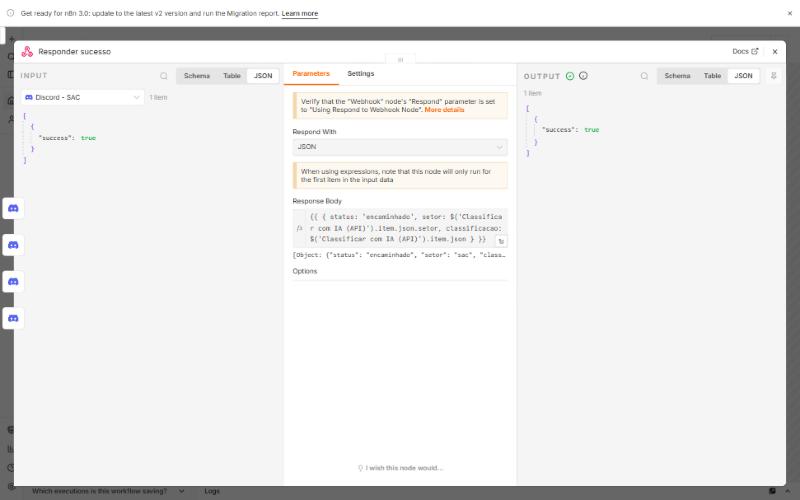 Get ready for n8n 3.0: update to the latest v2 version and run the Migration report. Learn more
Responder sucesso
Docs
INPUT
Schema
Table
JSON
Parameters
Settings
OUTPUT
Schema
Table
JSON
Discord - SAC
1 item
[
{
"success": true
}
]
Verify that the "Webhook" node's "Respond" parameter is set
to "Using Respond to Webhook Node". More details
Respond With
JSON
When using expressions, note that this node will only run for
the first item in the input data
Response Body
fx
{{ { status: 'encaminhado', setor: $('Classifica
r com IA (API)').item.json.setor, classificacao:
$('Classificar com IA (API)').item.json } }}
[Object: {"status": "encaminhado", "setor": "sac", "class…
Options
I wish this node would...
1 item
[
{
"success": true
}
]
Which executions is this workflow saving?
Logs